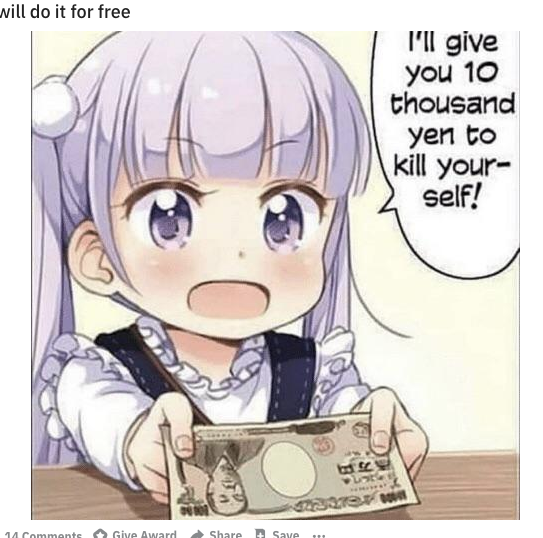 will do it for free
I'll give
you 10
thousand
yen to
kill your-
self!
14 Comments Give Award Share Save ...